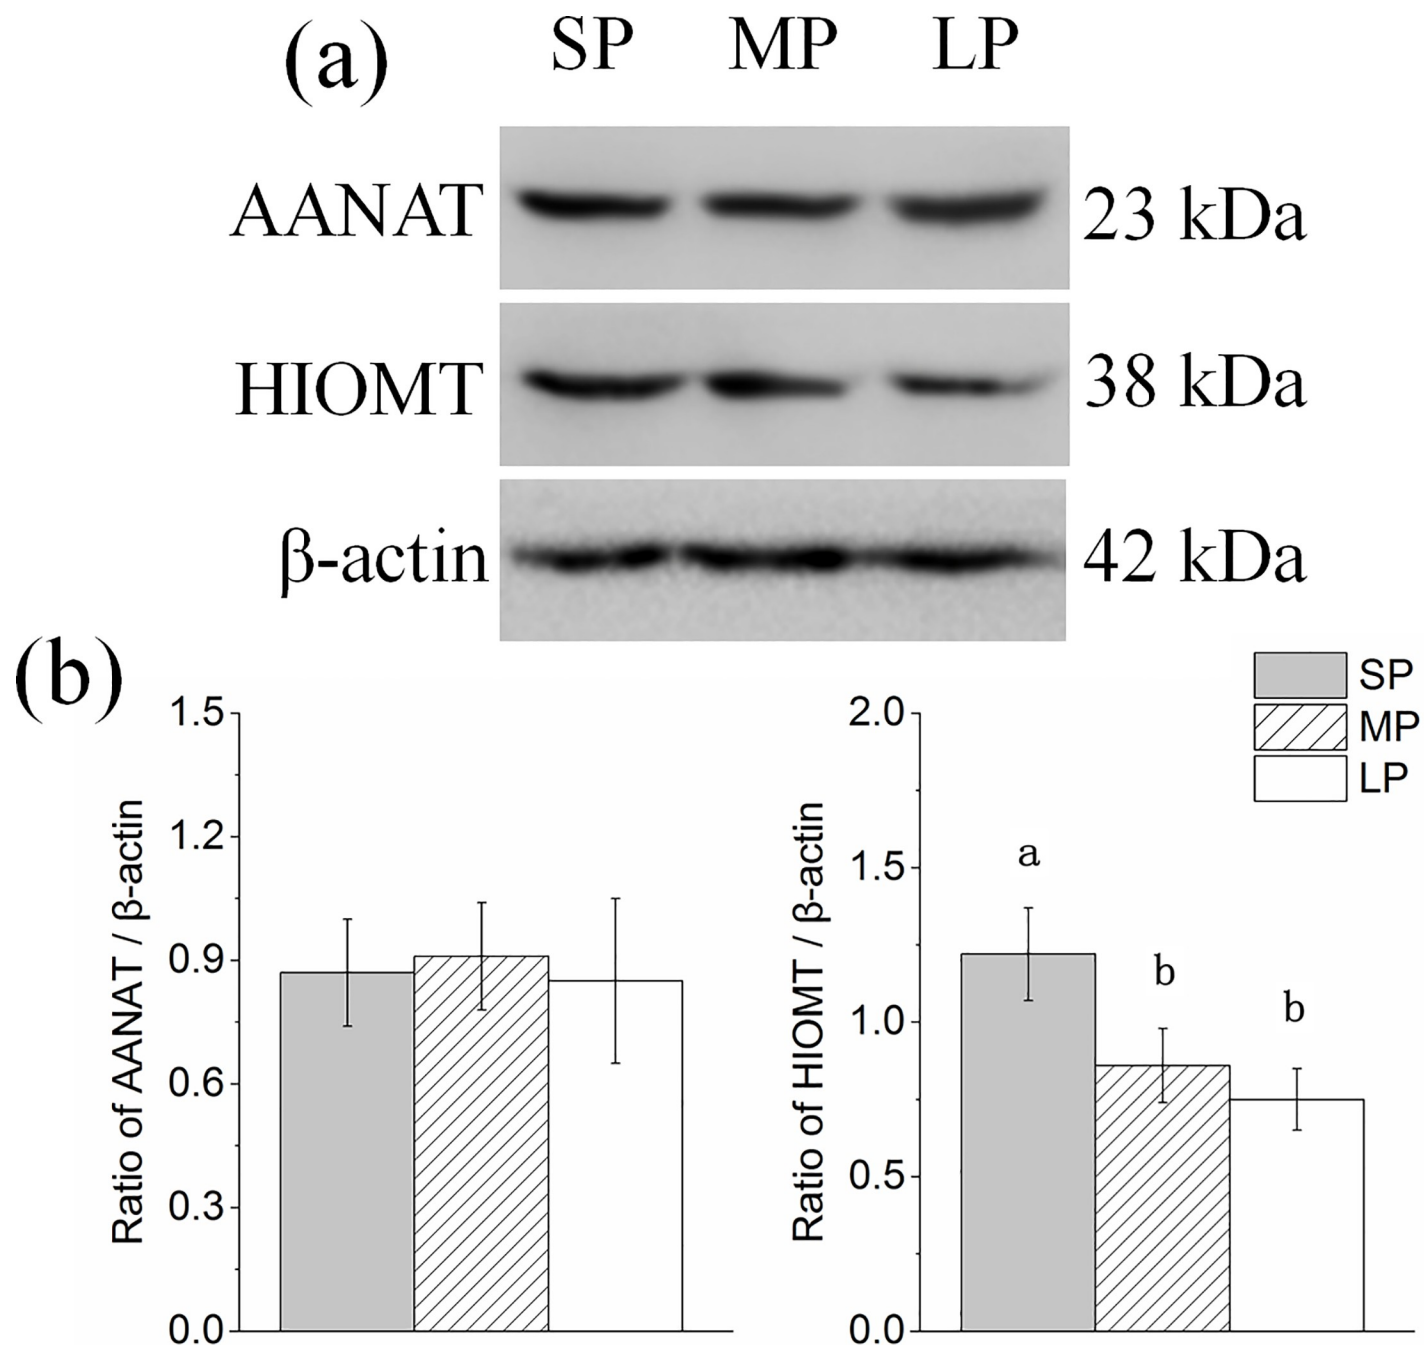 (a) SP MP LP
AANAT 23 kDa
HIOMT 38 kDa
β-actin 42 kDa
(b)
SP
MP
LP
Ratio of AANAT / β-actin
1.5
1.2
0.9
0.6
0.3
0.0
Ratio of HIOMT / β-actin
2.0
1.5
1.0
0.5
0.0
a
b
b